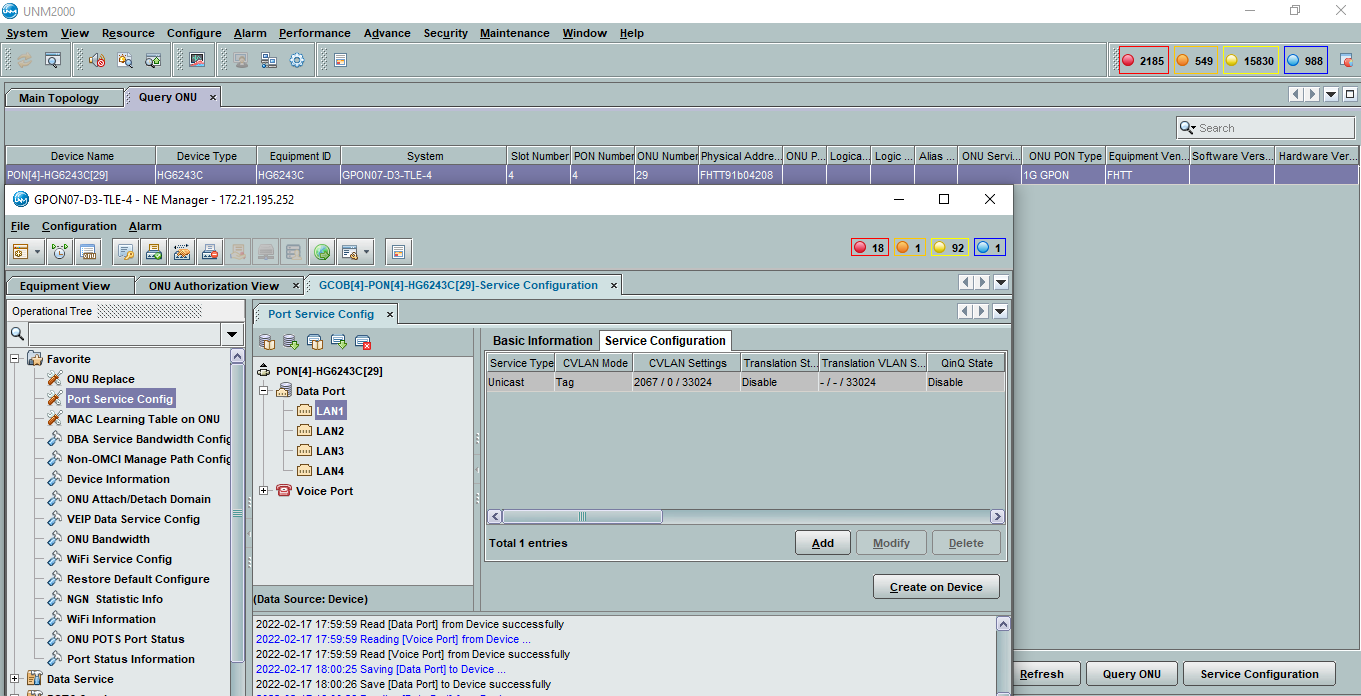 UNM2000
System View Resource Configure Alarm Performance Advance Security Maintenance Window Help
2185 549 15830 988
Main Topology Query ONU ×
Search
Device Name Device Type Equipment ID System Slot Number PON Number ONU Number Physical Addre... ONU P... Logica... Logic ... Alias ... ONU Servi... ONU PON Type Equipment Ven... Software Vers... Hardware Ver...
PON[4]-HG6243C[29] HG6243C HG6243C GPON07-D3-TLE-4 4 4 29 FHTT91b04208 1G GPON FHTT
GPON07-D3-TLE-4 - NE Manager - 172.21.195.252
File Configuration Alarm
18 1 92 1
Equipment View ONU Authorization View × GCOB[4]-PON[4]-HG6243C[29]-Service Configuration ×
Operational Tree
Favorite
ONU Replace
Port Service Config
MAC Learning Table on ONU
DBA Service Bandwidth Config
Non-OMCI Manage Path Config
Device Information
ONU Attach/Detach Domain
VEIP Data Service Config
ONU Bandwidth
WiFi Service Config
Restore Default Configure
NGN Statistic Info
WiFi Information
ONU POTS Port Status
Port Status Information
Data Service
Port Service Config ×
PON[4]-HG6243C[29]
Data Port
LAN1
LAN2
LAN3
LAN4
Voice Port
(Data Source: Device)
Basic Information Service Configuration
Service Type CVLAN Mode CVLAN Settings Translation St... Translation VLAN S... QinQ State
Unicast Tag 2067 / 0 / 33024 Disable - / - / 33024 Disable
Total 1 entries Add Modify Delete
Create on Device
2022-02-17 17:59:59 Read [Data Port] from Device successfully
2022-02-17 17:59:59 Reading [Voice Port] from Device ...
2022-02-17 17:59:59 Read [Voice Port] from Device successfully
2022-02-17 18:00:25 Saving [Data Port] to Device ...
2022-02-17 18:00:26 Save [Data Port] to Device successfully
Refresh Query ONU Service Configuration